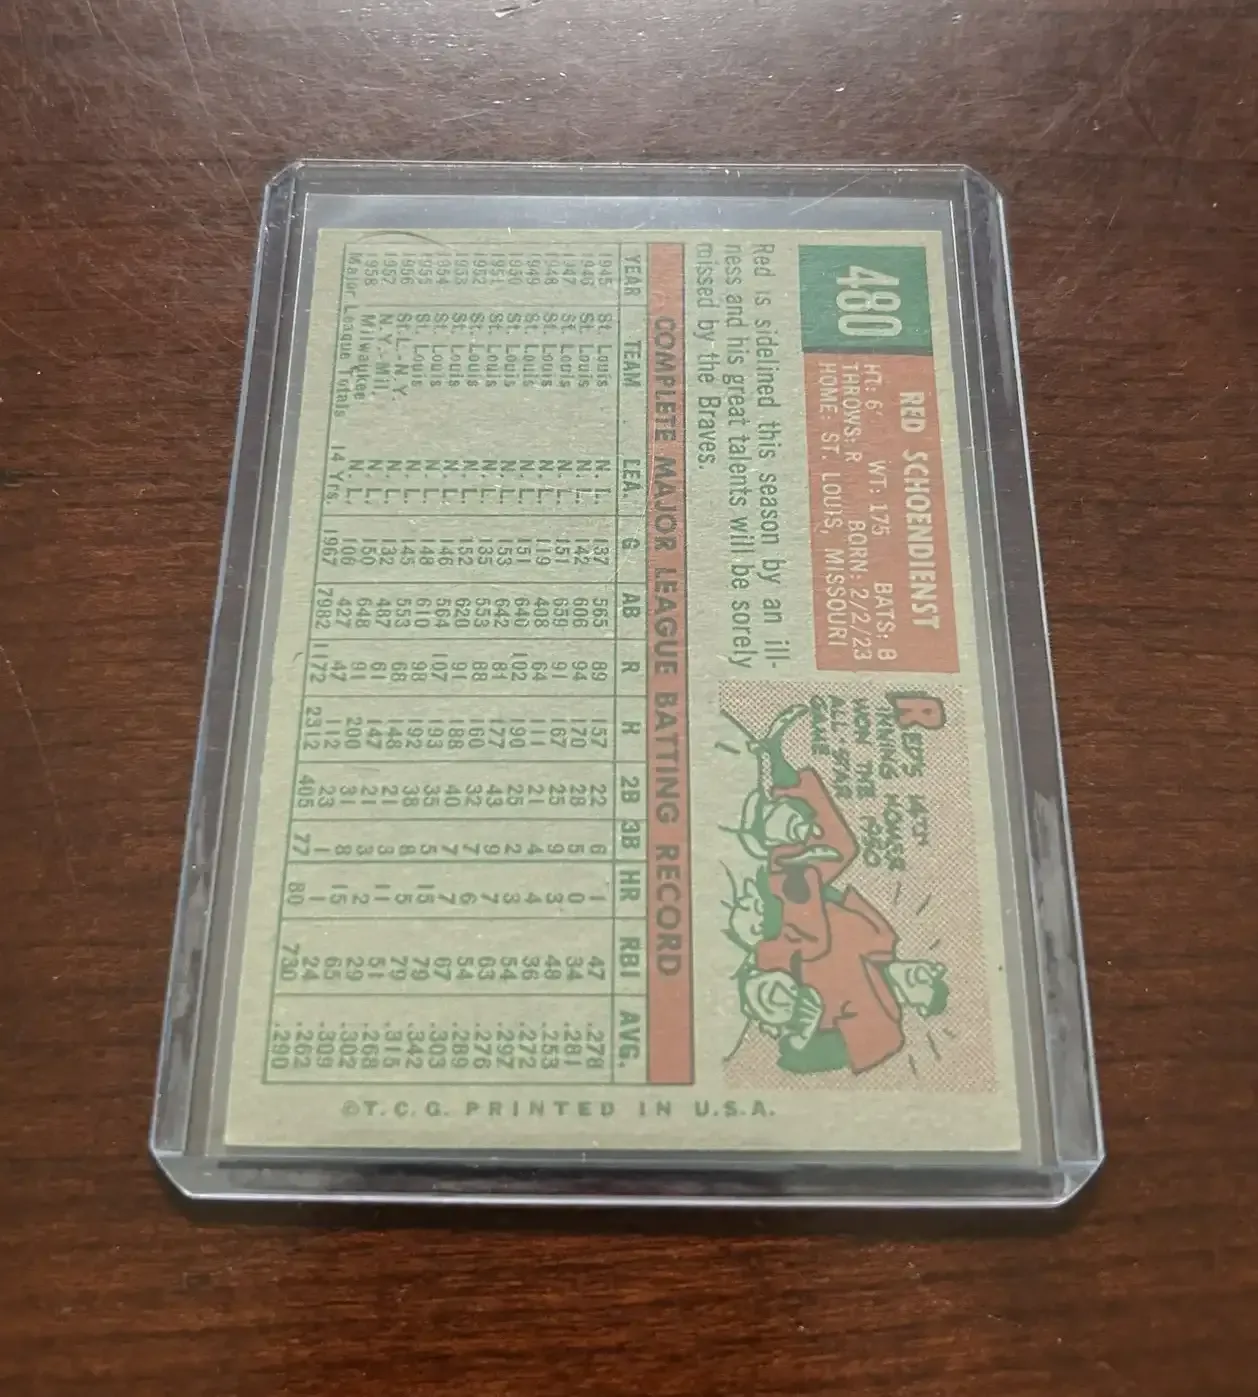 480
RED SCHOENDIENST
HT: 6' WT: 175 BATS: B
THROWS: R BORN: 2/2/23
HOME: ST. LOUIS, MISSOURI
Red is sidelined this season by an ill-
ness and his great talents will be sorely
missed by the Braves.
RED'S 14TH
INNING HOMER
WON THE 1950
ALL STAR
GAME
COMPLETE MAJOR LEAGUE BATTING RECORD
YEAR TEAM LEA. G AB R H 2B 3B HR RBI AVG.
1945 St. Louis N. L. 137 565 89 157 22 6 1 47 .278
1946 St. Louis N. L. 142 606 94 170 28 5 0 34 .281
1947 St. Louis N. L. 151 659 91 167 25 9 3 48 .253
1948 St. Louis N. L. 119 408 64 111 21 4 4 36 .272
1949 St. Louis N. L. 151 640 102 190 25 2 3 54 .297
1950 St. Louis N. L. 153 642 81 177 43 9 7 63 .276
1951 St. Louis N. L. 135 553 88 160 32 7 6 54 .289
1952 St. Louis N. L. 152 620 91 188 40 7 7 67 .303
1953 St. Louis N. L. 146 564 107 193 35 5 15 79 .342
1954 St. Louis N. L. 148 610 98 192 38 8 5 79 .315
1955 St. Louis N. L. 145 553 68 148 21 3 11 51 .268
1956 St. L.-N. Y. N. L. 132 487 61 147 21 3 2 29 .302
1957 N. Y.-Mil. N. L. 150 648 91 200 31 8 15 65 .309
1958 Milwaukee N. L. 106 427 47 112 23 1 1 24 .262
Major League Totals 14 Yrs. 1967 7982 1172 2312 405 77 80 730 .290
©T. C. G. PRINTED IN U.S.A.